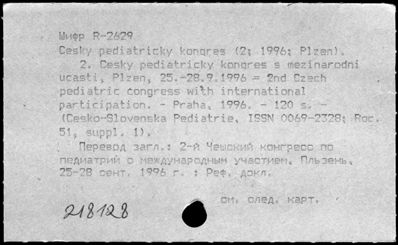 Шифр R-2629
Cesky pediatricky kongres (2; 1996; Plzen).
2. Cesky pediatricky kongres s mezinarodni
ucasti, Plzen, 25.-28.9.1996 = 2nd Czech
pediatric congress with international
participation. - Praha, 1996. - 120 s. -
(Cesko-Slovenska Pediatrie, ISSN 0069-2328; Roc.
51, suppl. 1).
Перевод загл.: 2-й Чешский конгресс по
педиатрии с международным участием. Пльзень,
25-28 сент. 1996 г. : Реф. докл.
см. след. карт.
218128